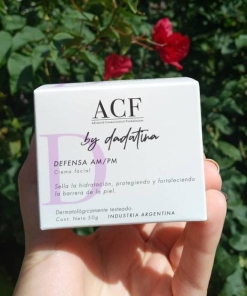 ACF
by dadatina
D
DEFENSA AM/PM
Crema facial
Sella la hidratación, protegiendo y fortaleciendo
la barrera de la piel.
Dermatológicamente testeado.
Cont. Neto 50g. INDUSTRIA ARGENTINA